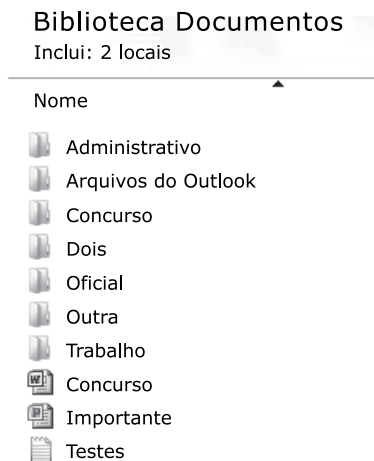 Biblioteca Documentos
Inclui: 2 locais
Nome
Administrativo
Arquivos do Outlook
Concurso
Dois
Oficial
Outra
Trabalho
Concurso
Importante
Testes